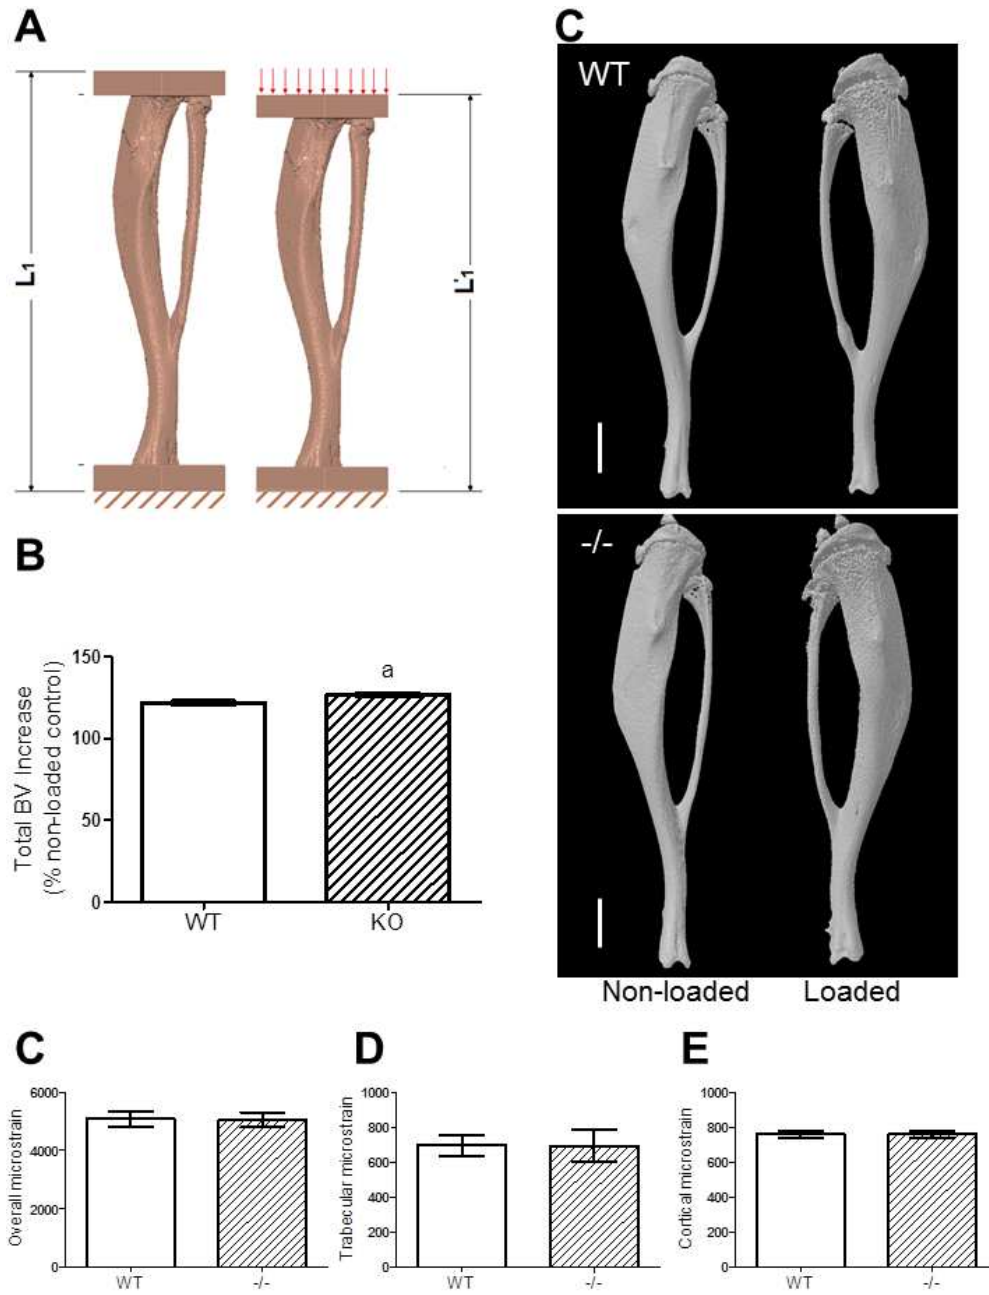 A
L₁
L'₁
B
Total BV Increase
(% non-loaded control)
150
100
50
0
a
WT
KO
C
WT
-/-
Non-loaded
Loaded
C
Overall microstrain
6000
4000
2000
0
WT
-/-
D
Trabecular microstrain
1000
800
600
400
200
0
WT
-/-
E
Cortical microstrain
1000
800
600
400
200
0
WT
-/-